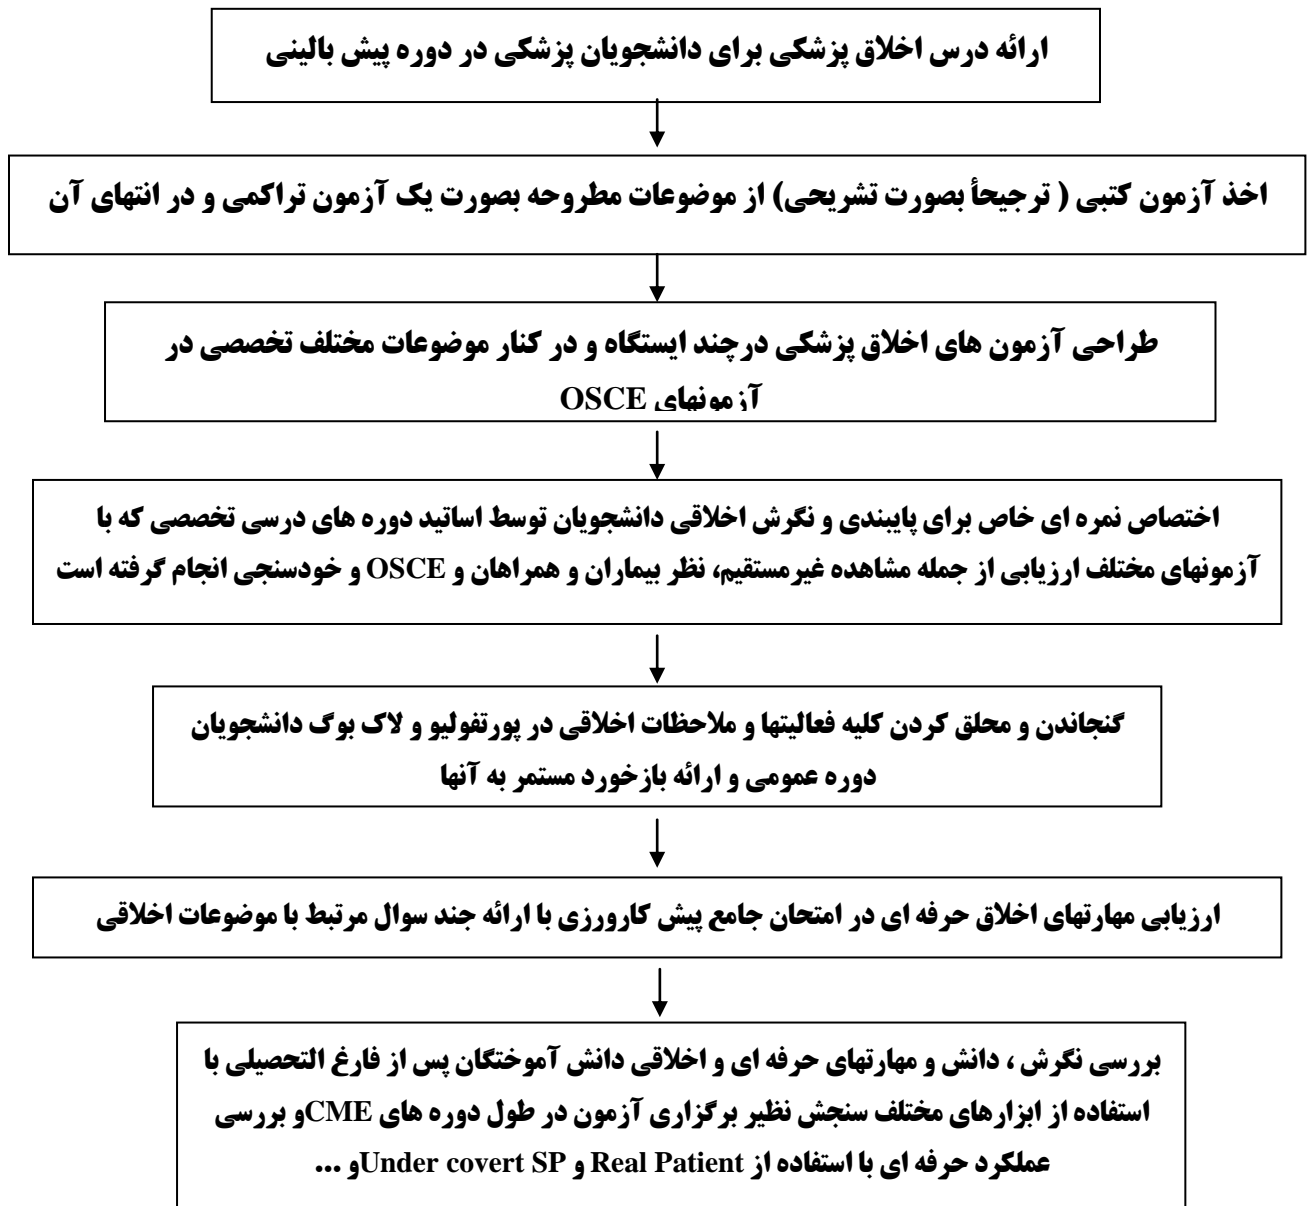 ارائه درس اخلاق پزشکی برای دانشجویان پزشکی در دوره پیش بالینی
اخذ آزمون کتبی ( ترجیحأ بصورت تشریحی) از موضوعات مطروحه بصورت یک آزمون تراکمی و در انتهای آن
طراحی آزمون های اخلاق پزشکی درچند ایستگاه و در کنار موضوعات مختلف تخصصی در
آزمونهای OSCE
اختصاص نمره ای خاص برای پایبندی و نگرش اخلاقی دانشجویان توسط اساتید دوره های درسی تخصصی که با
آزمونهای مختلف ارزیابی از جمله مشاهده غیرمستقیم، نظر بیماران و همراهان و OSCE و خودسنجی انجام گرفته است
گنجاندن و محلق کردن کلیه فعالیتها و ملاحظات اخلاقی در پورتفولیو و لاک بوگ دانشجویان
دوره عمومی و ارائه بازخورد مستمر به آنها
ارزیابی مهارتهای اخلاق حرفه ای در امتحان جامع پیش کارورزی با ارائه جند سوال مرتبط با موضوعات اخلاقی
بررسی نگرش ، دانش و مهارتهای حرفه ای و اخلاقی دانش آموختگان پس از فارغ التحصیلی با
استفاده از ابزارهای مختلف سنجش نظیر برگزاری آزمون در طول دوره های CMEو بررسی
عملکرد حرفه ای با استفاده از Real Patient و Under covert SPو ...